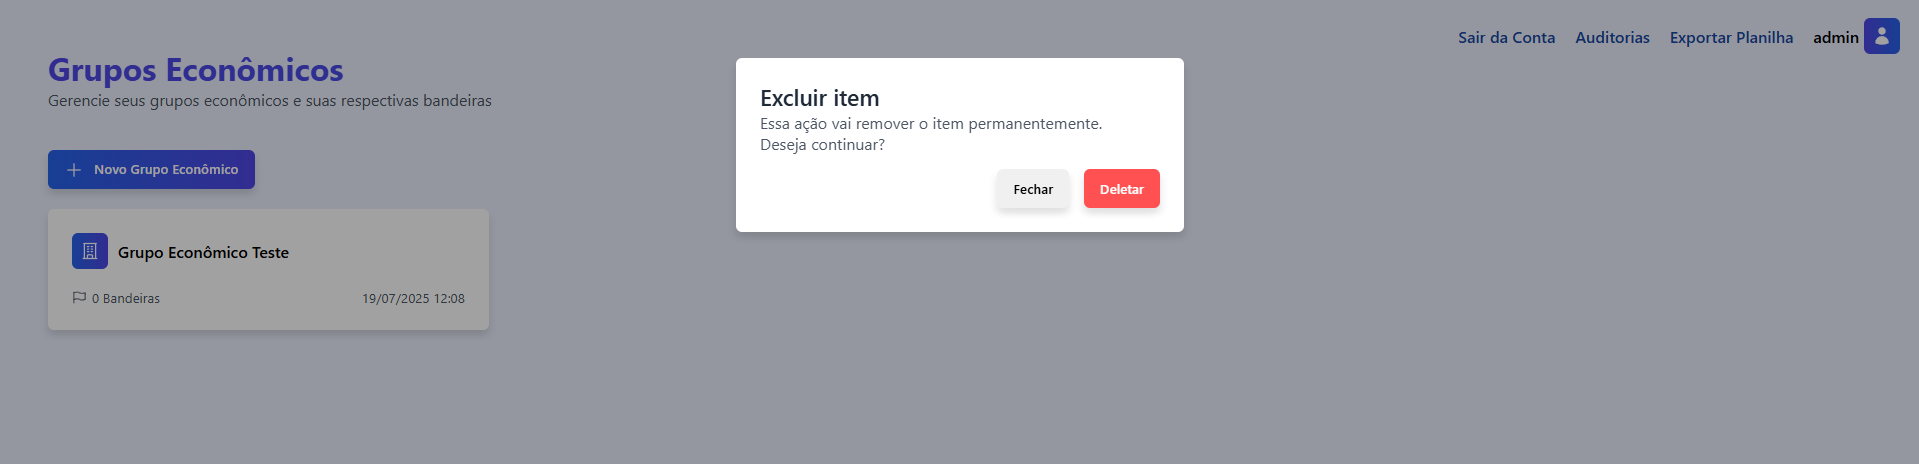 Sair da Conta Auditorias Exportar Planilha admin
Grupos Econômicos
Gerencie seus grupos econômicos e suas respectivas bandeiras
Novo Grupo Econômico
Grupo Econômico Teste
0 Bandeiras 19/07/2025 12:08
Excluir item
Essa ação vai remover o item permanentemente.
Deseja continuar?
Fechar Deletar